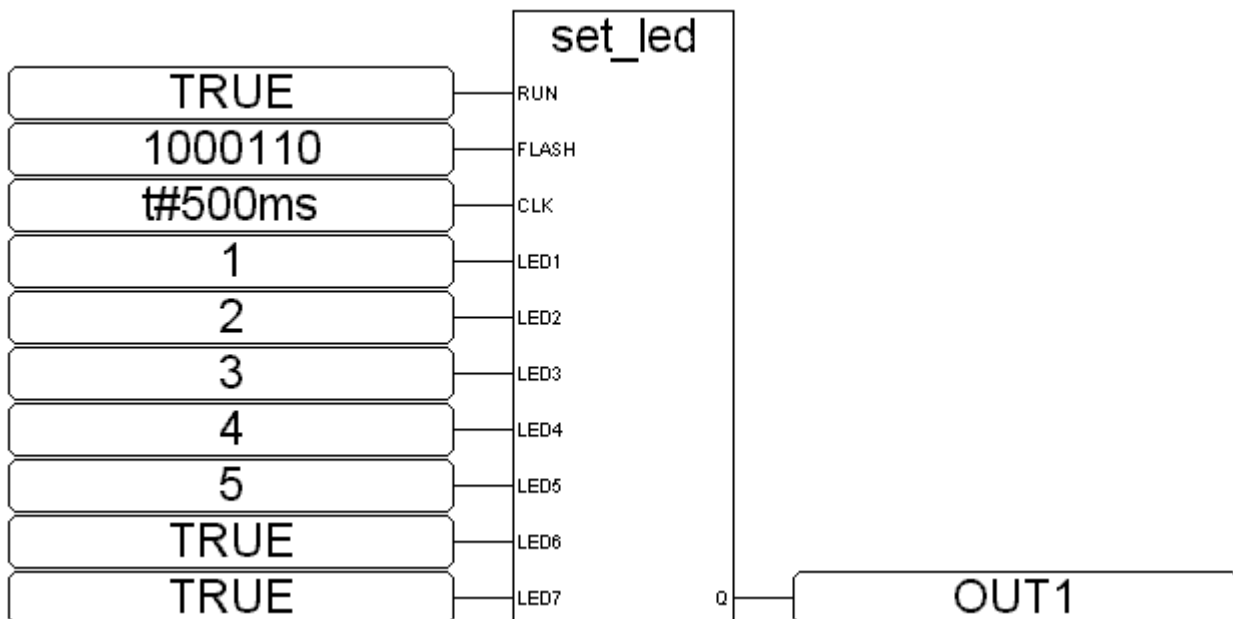 set_led
TRUE RUN
1000110 FLASH
t#500ms CLK
1 LED1
2 LED2
3 LED3
4 LED4
5 LED5
TRUE LED6
TRUE LED7 Q OUT1